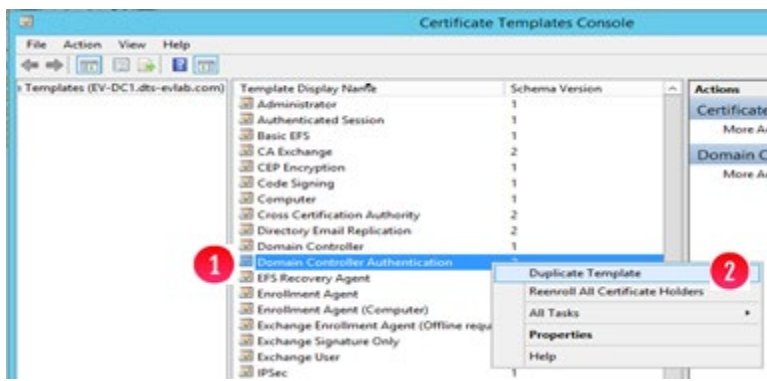 Certificate Templates Console
File Action View Help
Templates (EV-DC1.dts-evlab.com)
Template Display Name Schema Version
Administrator 1
Authenticated Session 1
Basic EFS 1
CA Exchange 2
CEP Encryption 1
Code Signing 1
Computer 1
Cross Certification Authority 2
Directory Email Replication 2
Domain Controller 1
1 Domain Controller Authentication
EFS Recovery Agent
Enrollment Agent
Enrollment Agent (Computer)
Exchange Enrollment Agent (Offline requ
Exchange Signature Only
Exchange User
IPSec 1
Duplicate Template 2
Reenroll All Certificate Holders
All Tasks
Properties
Help
Actions
Certificate
More A
Domain C
More A